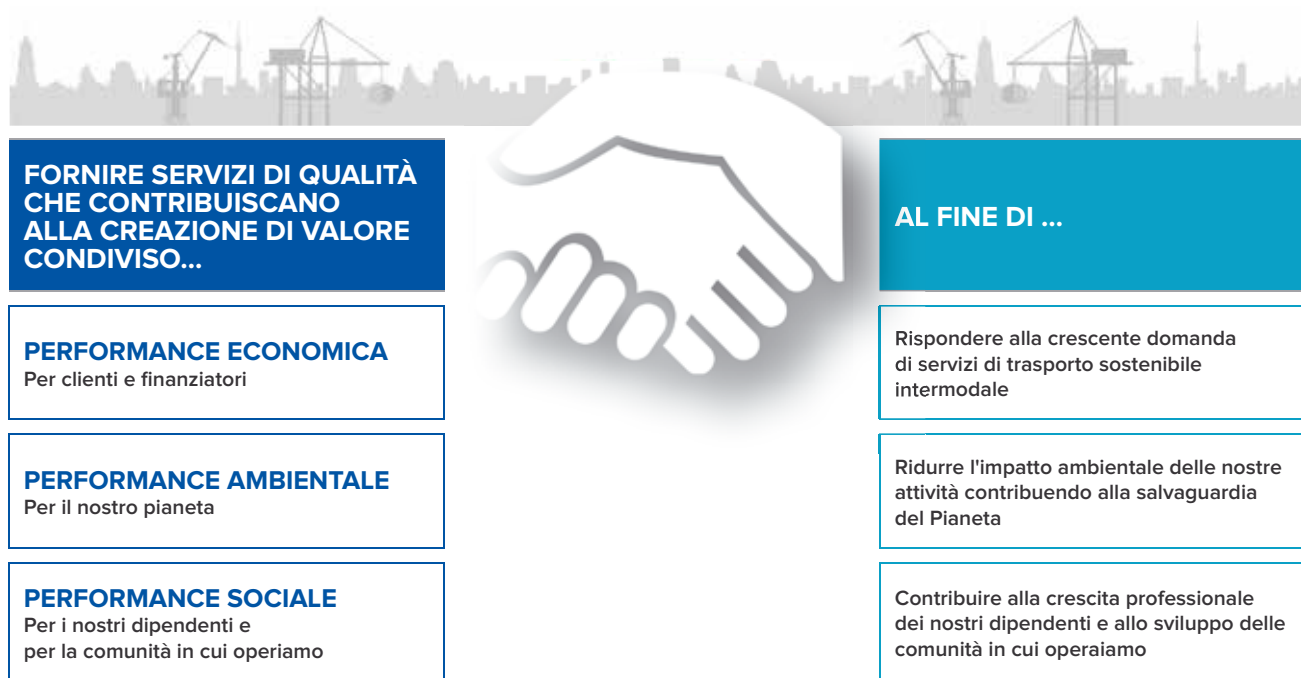 FORNIRE SERVIZI DI QUALITÀ
CHE CONTRIBUISCANO
ALLA CREAZIONE DI VALORE
CONDIVISO...
AL FINE DI ...
PERFORMANCE ECONOMICA
Per clienti e finanziatori
Rispondere alla crescente domanda
di servizi di trasporto sostenibile
intermodale
PERFORMANCE AMBIENTALE
Per il nostro pianeta
Ridurre l'impatto ambientale delle nostre
attività contribuendo alla salvaguardia
del Pianeta
PERFORMANCE SOCIALE
Per i nostri dipendenti e
per la comunità in cui operiamo
Contribuire alla crescita professionale
dei nostri dipendenti e allo sviluppo delle
comunità in cui operaiamo